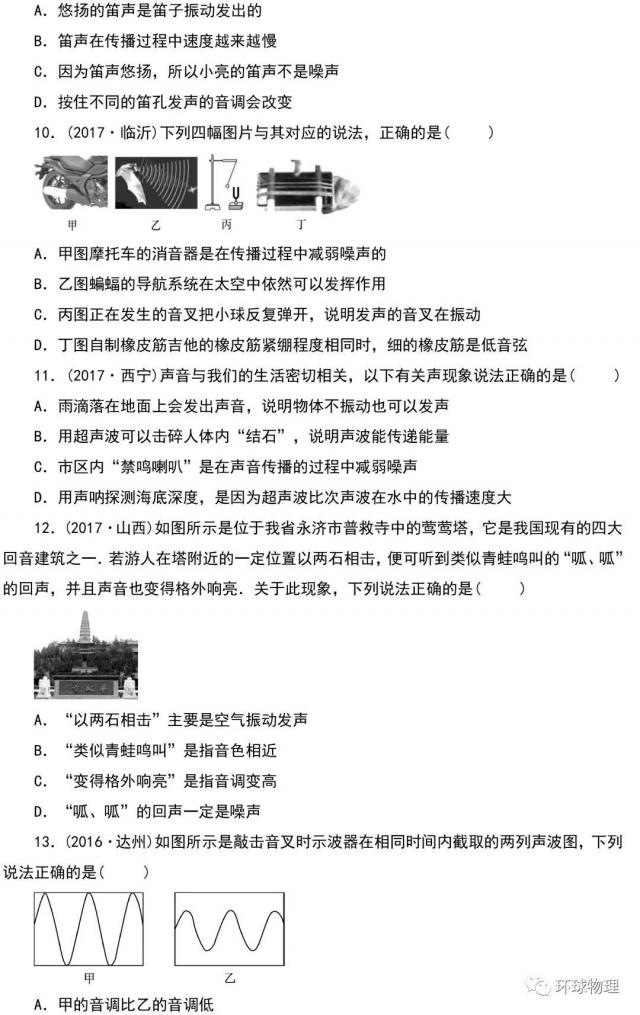 A. 悠扬的笛声是笛子振动发出的
B. 笛声在传播过程中速度越来越慢
C. 因为笛声悠扬，所以小亮的笛声不是噪声
D. 按住不同的笛孔发声的音调会改变
10. (2017·临沂)下列四幅图片与其对应的说法，正确的是(　　)
甲 乙 丙 丁
A. 甲图摩托车的消音器是在传播过程中减弱噪声的
B. 乙图蝙蝠的导航系统在太空中依然可以发挥作用
C. 丙图正在发生的音叉把小球反复弹开，说明发声的音叉在振动
D. 丁图自制橡皮筋吉他的橡皮筋紧绷程度相同时，细的橡皮筋是低音弦
11. (2017·西宁)声音与我们的生活密切相关，以下有关声现象说法正确的是(　　)
A. 雨滴落在地面上会发出声音，说明物体不振动也可以发声
B. 用超声波可以击碎人体内“结石”，说明声波能传递能量
C. 市区内“禁鸣喇叭”是在声音传播的过程中减弱噪声
D. 用声呐探测海底深度，是因为超声波比次声波在水中的传播速度大
12. (2017·山西)如图所示是位于我省永济市普救寺中的莺莺塔，它是我国现有的四大
回音建筑之一. 若游人在塔附近的一定位置以两石相击，便可听到类似青蛙鸣叫的“呱、呱”
的回声，并且声音也变得格外响亮. 关于此现象，下列说法正确的是(　　)
A. “以两石相击”主要是空气振动发声
B. “类似青蛙鸣叫”是指音色相近
C. “变得格外响亮”是指音调变高
D. “呱、呱”的回声一定是噪声
13. (2016·达州)如图所示是敲击音叉时示波器在相同时间内截取的两列声波图，下列
说法正确的是(　　)
甲 乙
环球物理
A. 甲的音调比乙的音调低